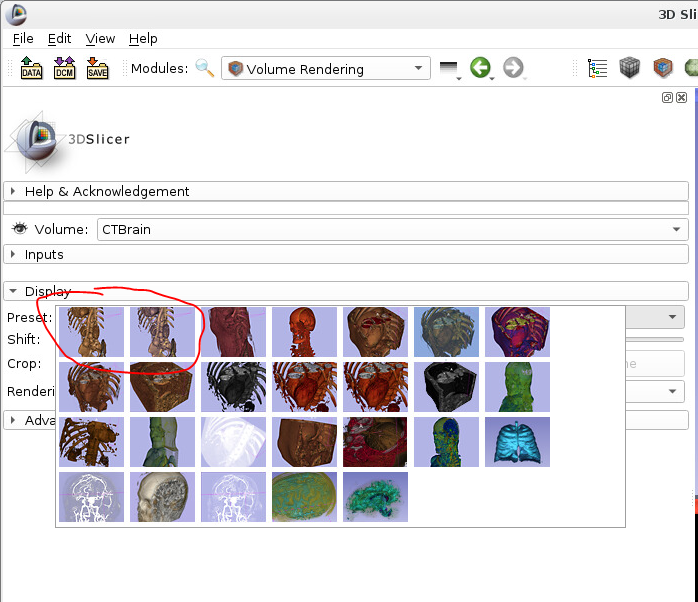 3D Sli
File Edit View Help
DATA DCM SAVE Modules: Volume Rendering
3DSlicer
Help & Acknowledgement
Volume: CTBrain
Inputs
Display
Preset:
Shift:
Crop: ne
Renderi
Adva